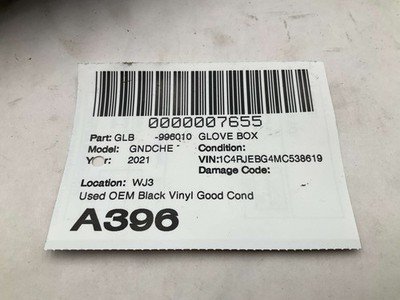 0000007655
Part: GLB -996010 GLOVE BOX
Model: GNDCHE Condition:
Year: 2021 VIN:1C4RJEBG4MC538619
Damage Code:
Location: WJ3
Used OEM Black Vinyl Good Cond
A396